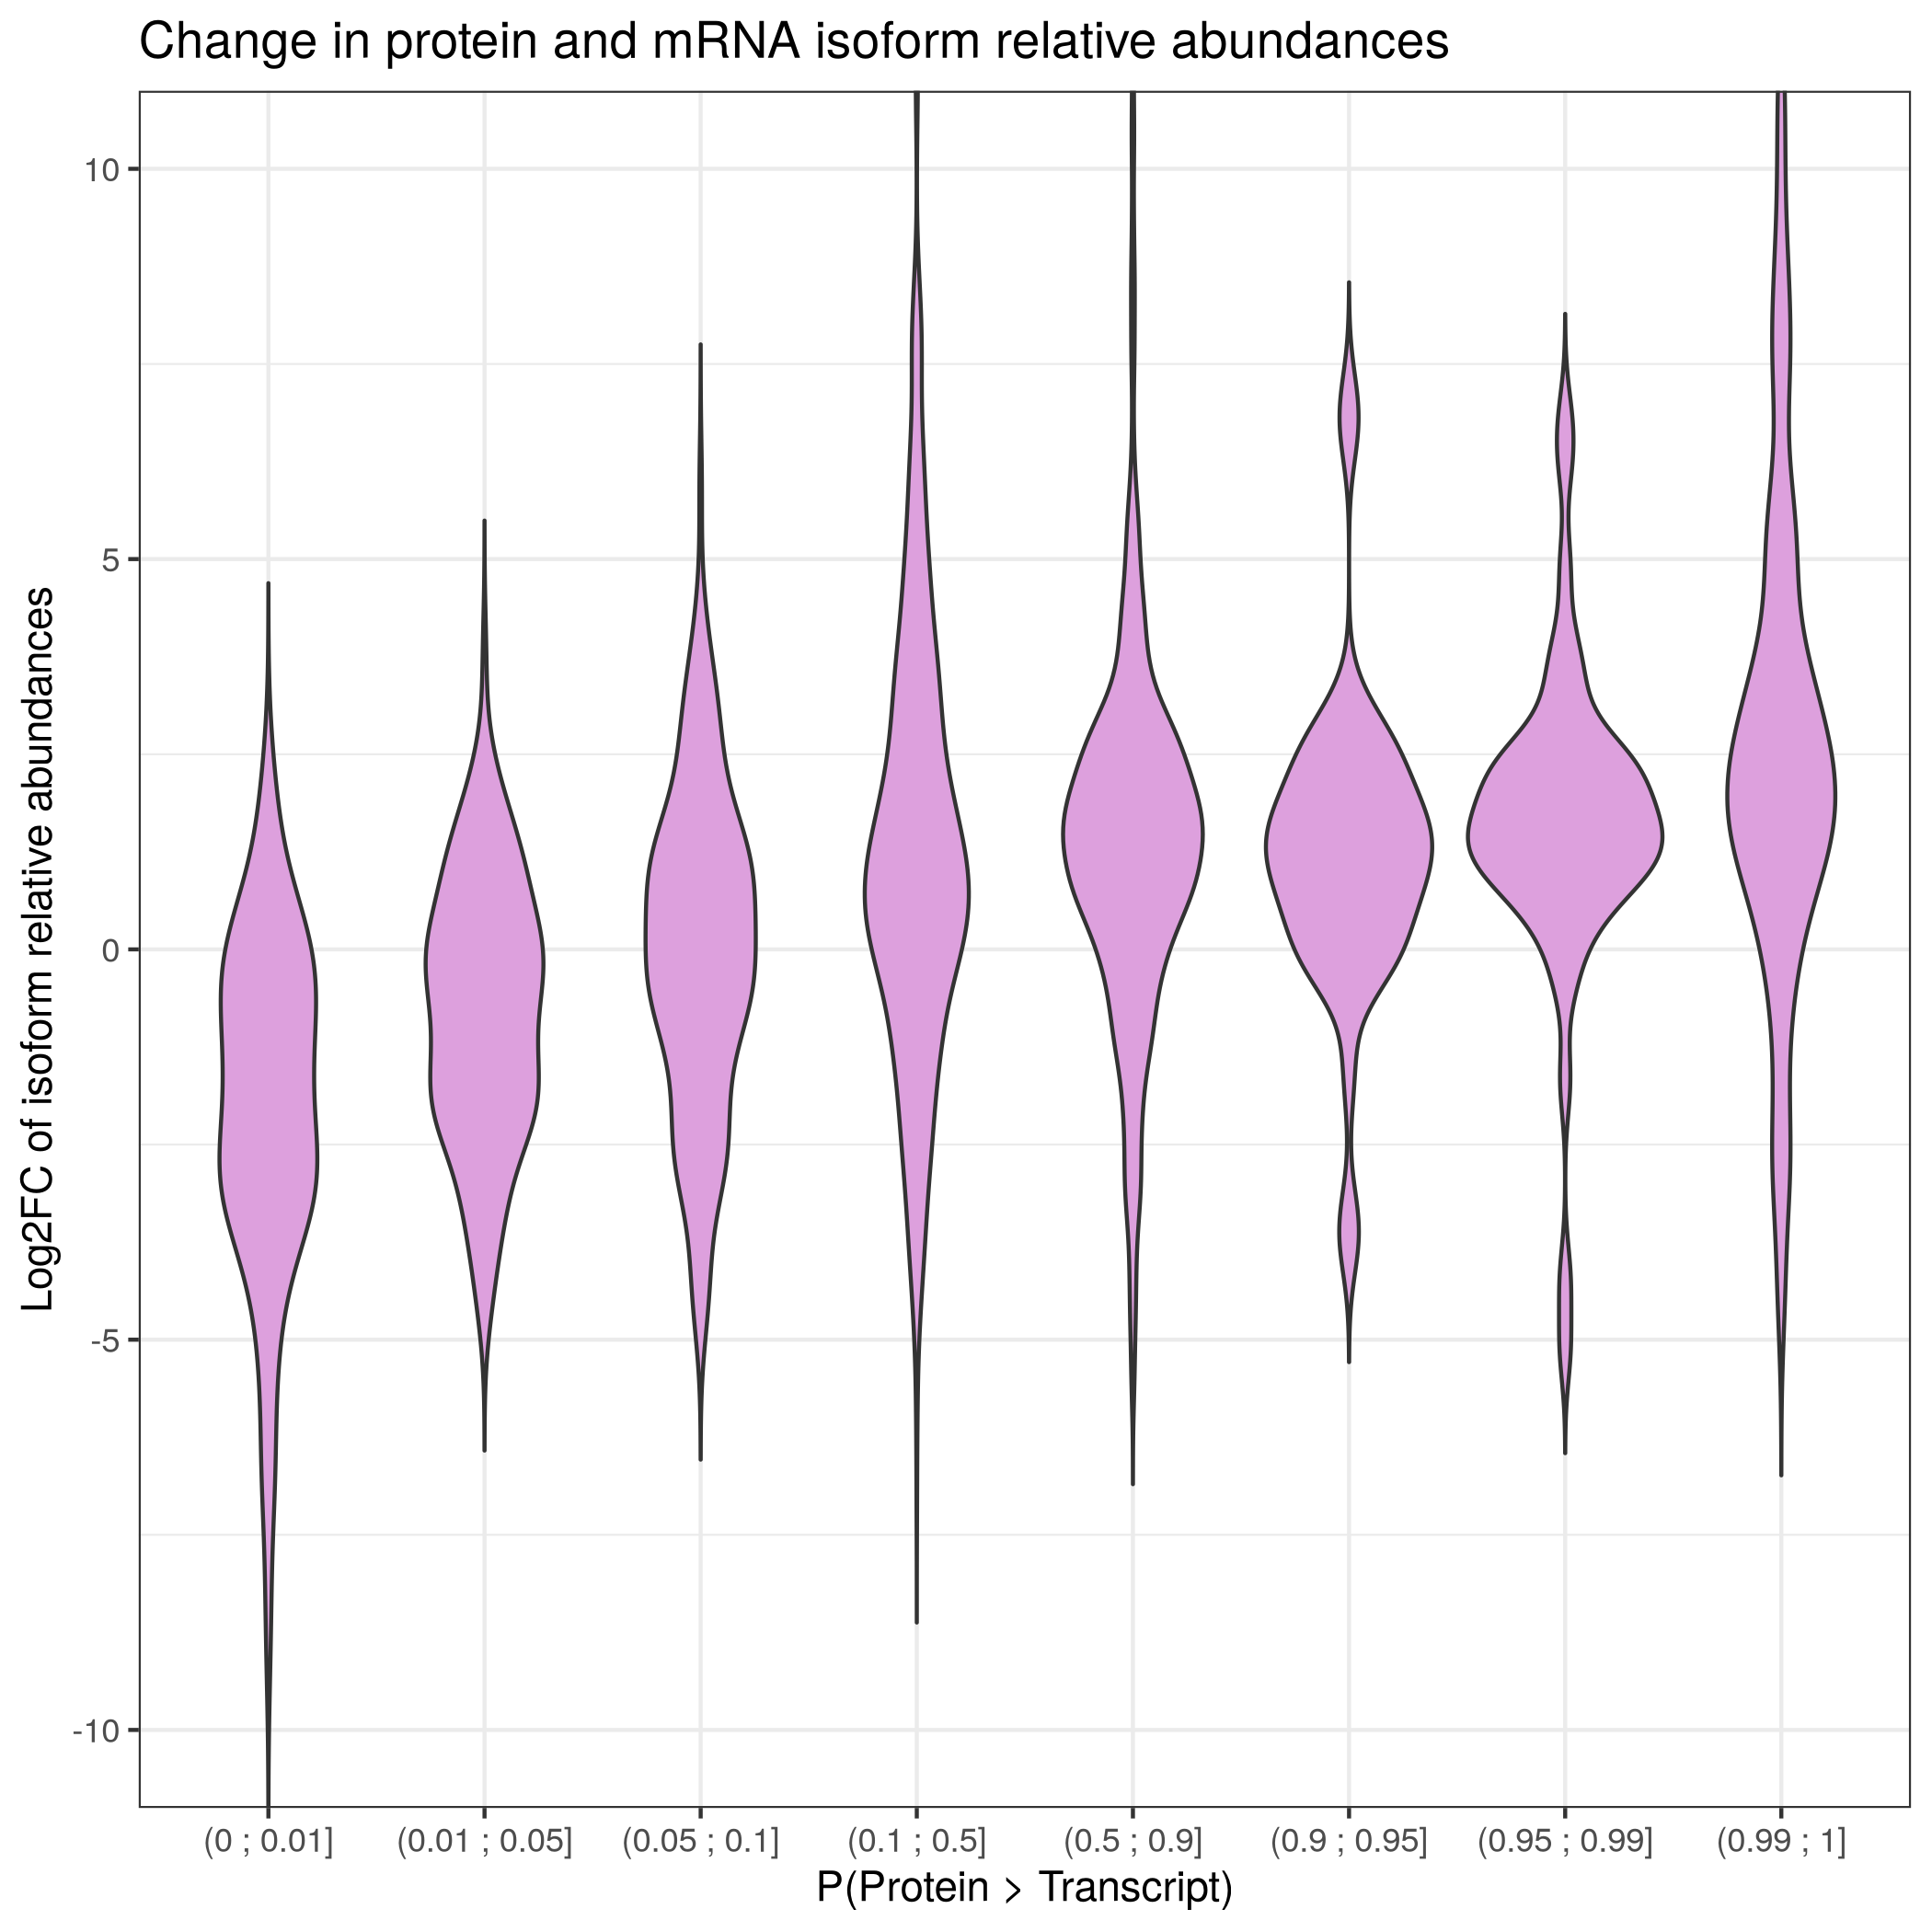 Change in protein and mRNA isoform relative abundances
Log2FC of isoform relative abundances
10
5
0
-5
-10
(0 ; 0.01]
(0.01 ; 0.05]
(0.05 ; 0.1]
(0.1 ; 0.5]
(0.5 ; 0.9]
(0.9 ; 0.95]
(0.95 ; 0.99]
(0.99 ; 1]
P(Protein > Transcript)